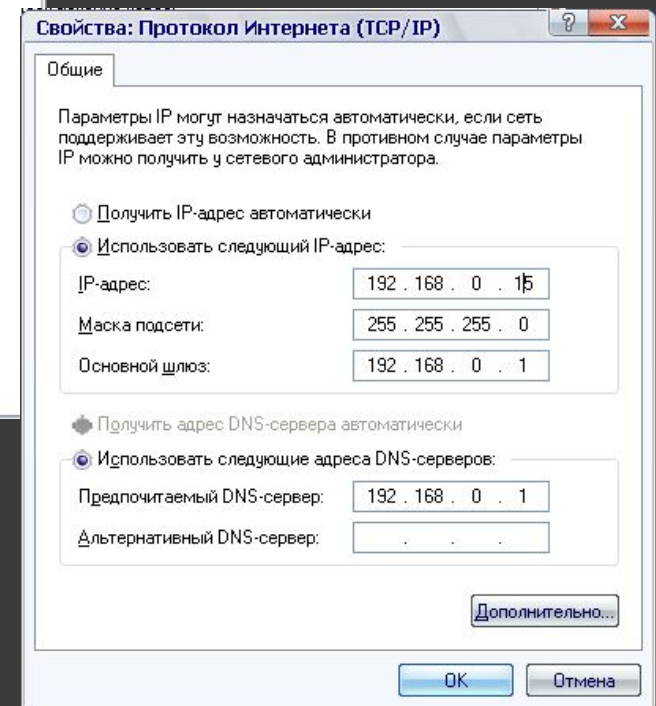 Свойства: Протокол Интернета (TCP/IP)
Общие
Параметры IP могут назначаться автоматически, если сеть
поддерживает эту возможность. В противном случае параметры
IP можно получить у сетевого администратора.
Получить IP-адрес автоматически
Использовать следующий IP-адрес:
IP-адрес: 192 . 168 . 0 . 15
Маска подсети: 255 . 255 . 255 . 0
Основной шлюз: 192 . 168 . 0 . 1
Получить адрес DNS-сервера автоматически
Использовать следующие адреса DNS-серверов:
Предпочитаемый DNS-сервер: 192 . 168 . 0 . 1
Альтернативный DNS-сервер: . . .
Дополнительно...
OK Отмена